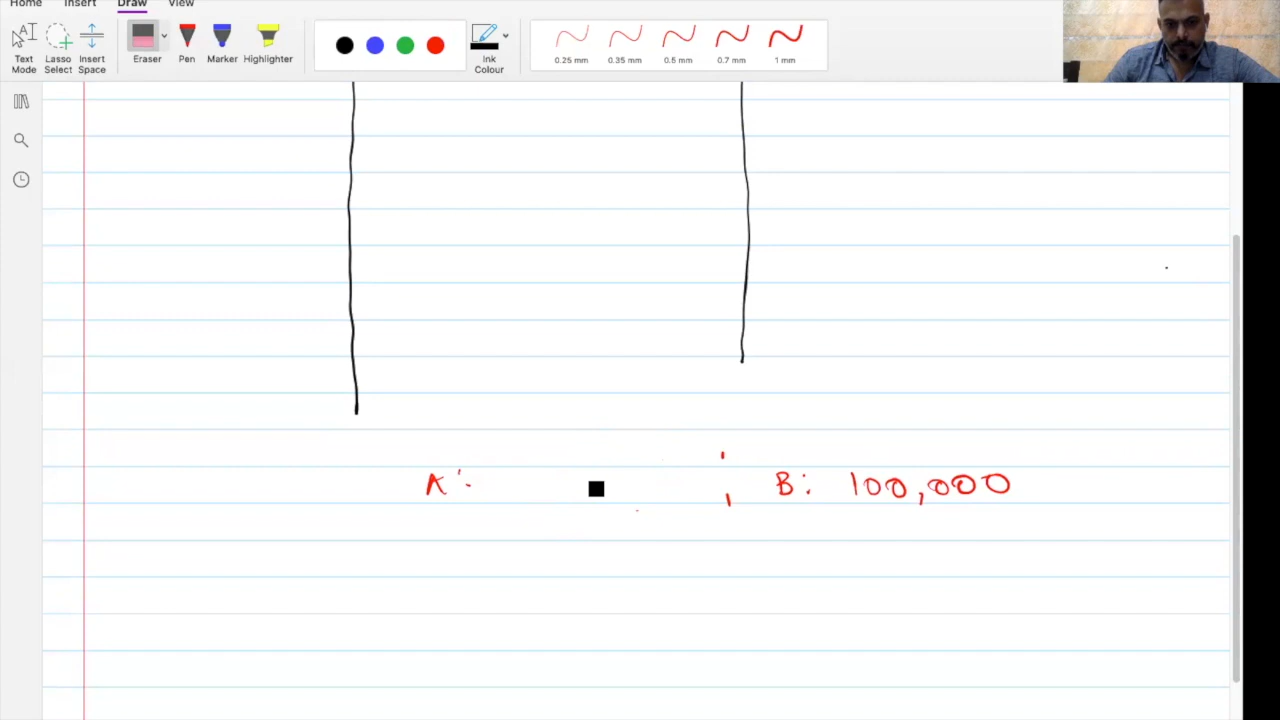 Home Insert Draw View
Text Mode
Lasso Select
Insert Space
Eraser
Pen
Marker
Highlighter
Ink Colour
0.25 mm
0.35 mm
0.5 mm
0.7 mm
1 mm
A: B: 100,000